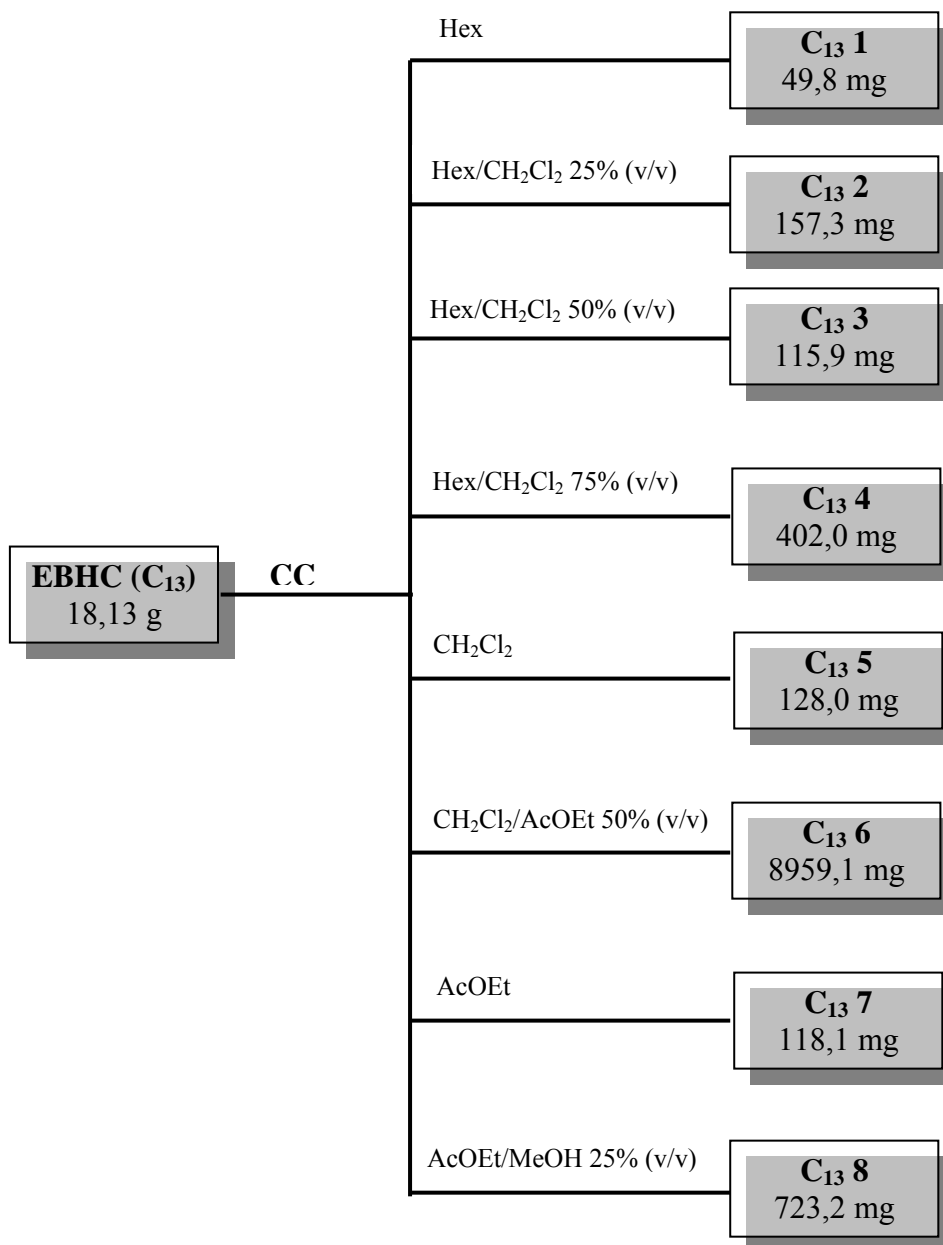 Hex
C₁₃ 1
49,8 mg
Hex/CH₂Cl₂ 25% (v/v)
C₁₃ 2
157,3 mg
Hex/CH₂Cl₂ 50% (v/v)
C₁₃ 3
115,9 mg
Hex/CH₂Cl₂ 75% (v/v)
C₁₃ 4
402,0 mg
EBHC (C₁₃)
18,13 g
CC
CH₂Cl₂
C₁₃ 5
128,0 mg
CH₂Cl₂/AcOEt 50% (v/v)
C₁₃ 6
8959,1 mg
AcOEt
C₁₃ 7
118,1 mg
AcOEt/MeOH 25% (v/v)
C₁₃ 8
723,2 mg